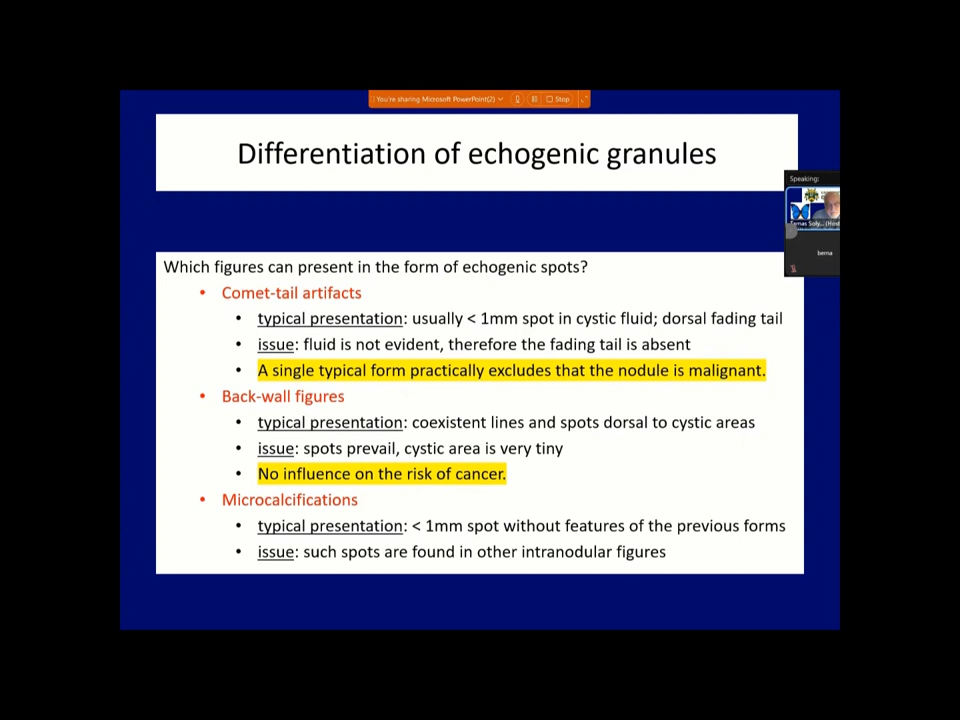 You're sharing Microsoft PowerPoint(2)
Stop
Differentiation of echogenic granules
Speaking:
berna
Which figures can present in the form of echogenic spots?
• Comet-tail artifacts
• typical presentation: usually < 1mm spot in cystic fluid; dorsal fading tail
• issue: fluid is not evident, therefore the fading tail is absent
• A single typical form practically excludes that the nodule is malignant.
• Back-wall figures
• typical presentation: coexistent lines and spots dorsal to cystic areas
• issue: spots prevail, cystic area is very tiny
• No influence on the risk of cancer.
• Microcalcifications
• typical presentation: < 1mm spot without features of the previous forms
• issue: such spots are found in other intranodular figures